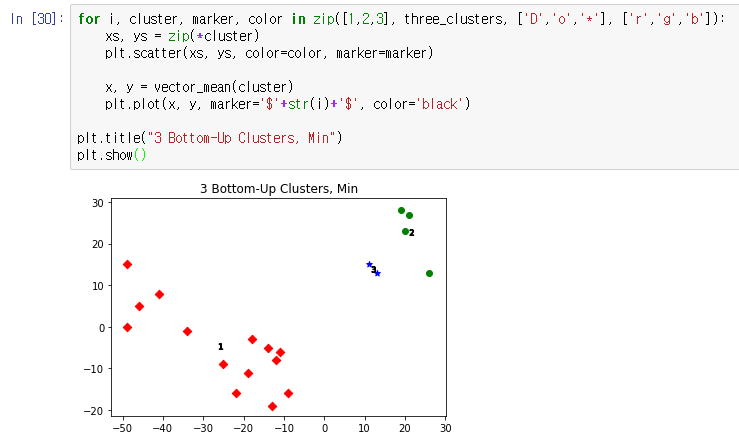 In [30]: for i, cluster, marker, color in zip([1,2,3], three_clusters, ['D','o','*'], ['r','g','b']):
xs, ys = zip(*cluster)
plt.scatter(xs, ys, color=color, marker=marker)
x, y = vector_mean(cluster)
plt.plot(x, y, marker='$'+str(i)+'$', color='black')
plt.title("3 Bottom-Up Clusters, Min")
plt.show()
3 Bottom-Up Clusters, Min
30
2
20
3
10
0
1
−10
−20
−50 −40 −30 −20 −10 0 10 20 30